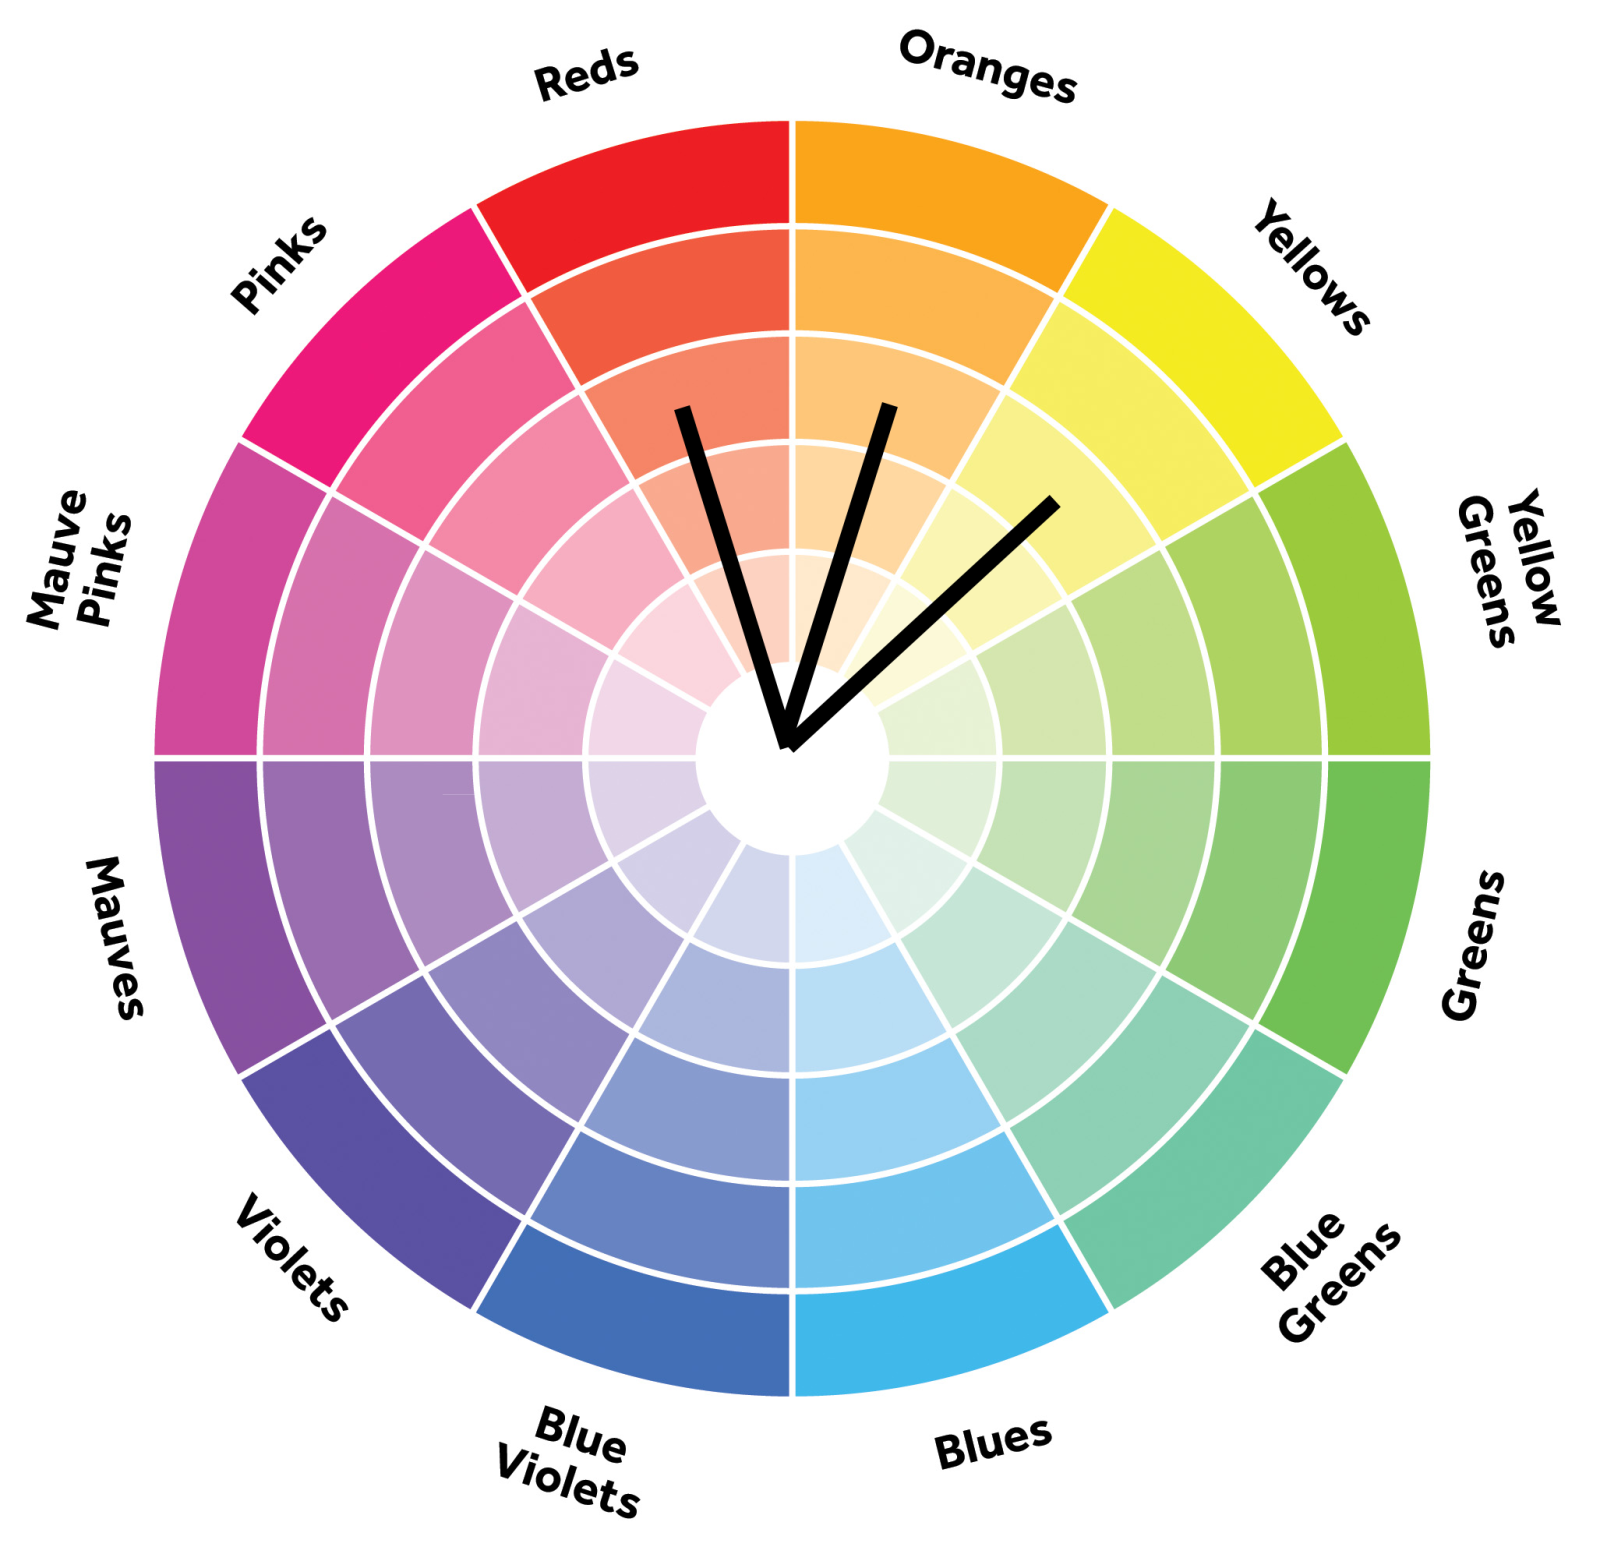 Reds
Oranges
Yellows
Yellow
Greens
Greens
Blue
Greens
Blues
Blue
Violets
Violets
Mauves
Mauve
Pinks
Pinks